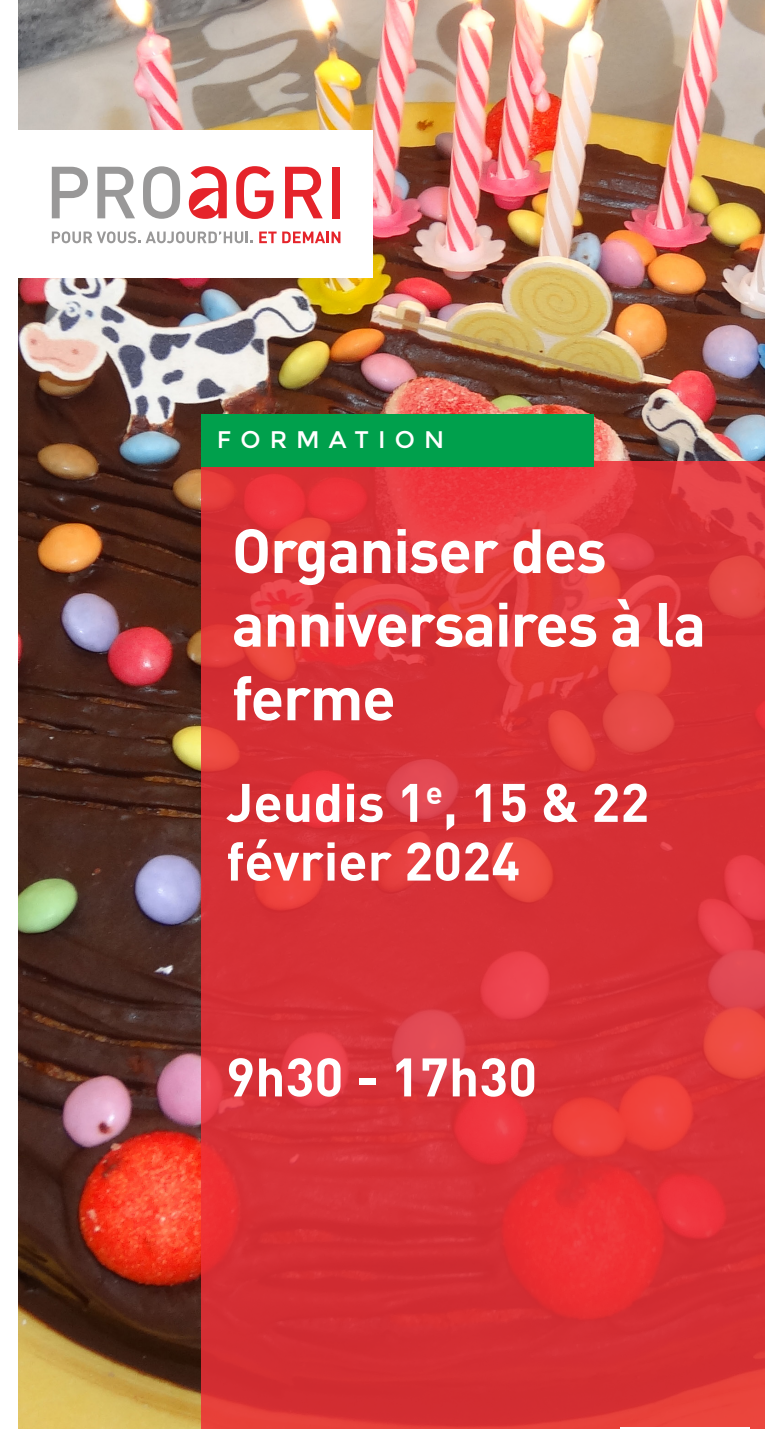 PROAGRI
POUR VOUS. AUJOURD'HUI. ET DEMAIN
FORMATION
Organiser des
anniversaires à la
ferme
Jeudis 1e, 15 & 22
février 2024
9h30 - 17h30